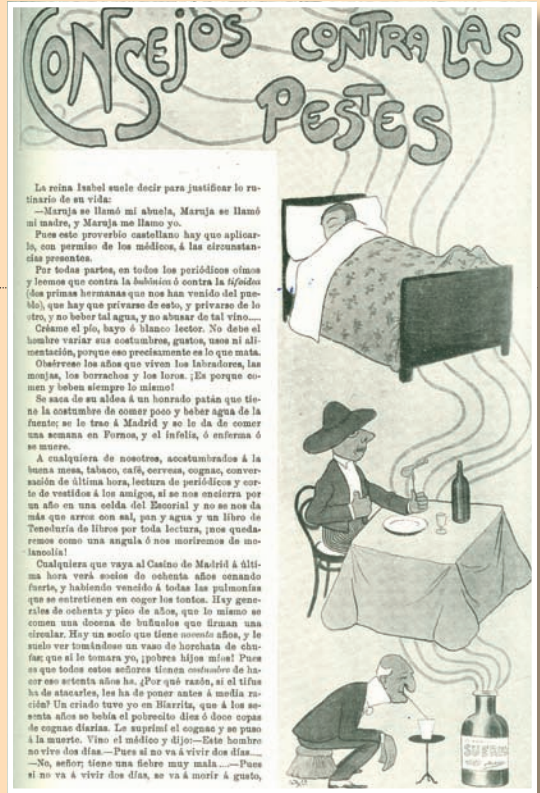 CONSEJOS CONTRA LAS
PESTES
La reina Isabel suele decir para justificar lo ru-
tinario de su vida:
—Maruja se llamó mi abuela, Maruja se llamó
mi madre, y Maruja me llamo yo.
Pues este proverbio castellano hay que aplicar-
lo, con permiso de los médicos, á las circunstan-
cias presentes.
Por todas partes, en todos los periódicos oímos
y leemos que contra la bubónica ó contra la tifoidea
(dos primas hermanas que nos han venido del pue-
blo), que hay que privarse de esto, y privarse de lo
otro, y no beber tal agua, y no abusar de tal vino....
Créame el pío, bayo ó blanco lector. No debe el
hombre variar sus costumbres, gustos, usos ni ali-
mentación, porque eso precisamente es lo que mata.
Obsérvese los años que viven los labradores, las
monjas, los borrachos y los loros. ¡Es porque co-
men y beben siempre lo mismo!
Se saca de su aldea á un honrado patán que tie-
ne la costumbre de comer poco y beber agua de la
fuente; se le trae á Madrid y se le da de comer
una semana en Fornos, y el infeliz, ó enferma ó
se muere.
A cualquiera de nosotros, acostumbrados á la
buena mesa, tabaco, café, cerveza, cognac, conver-
sación de última hora, lectura de periódicos y cor-
te de vestidos á los amigos, si se nos encierra por
un año en una celda del Escorial y no se nos da
más que arroz con sal, pan y agua y un libro de
Teneduría de libros por toda lectura, ¡nos queda-
remos como una angula ó nos moriremos de me-
lancolía!
Cualquiera que vaya al Casino de Madrid á últi-
ma hora verá socios de ochenta años cenando
fuerte, y habiendo vencido á todas las pulmonías
que se entretienen en coger los tontos. Hay gene-
rales de ochenta y pico de años, que lo mismo se
comen una docena de buñuelos que firman una
circular. Hay un socio que tiene noventa años, y le
suelo ver tomándose un vaso de horchata de chu-
fas; que si le tomara yo, ¡pobres hijos míos! Pues
es que todos estos señores tienen costumbre de ha-
cer eso setenta años ha. ¿Por qué razón, si el tifus
ha de atacarles, les ha de poner antes á media ra-
ción? Un criado tuve yo en Biarritz, que á los se-
senta años se bebía el pobrecito diez ó doce copas
de cognac diarias. Le suprimí el cognac y se puso
á la muerte. Vino el médico y dijo:—Este hombre
no vive dos días.—Pues si no va á vivir dos días....
—No, señor; tiene una fiebre muy mala....—Pues
si no va á vivir dos días, se va á morir á gusto,